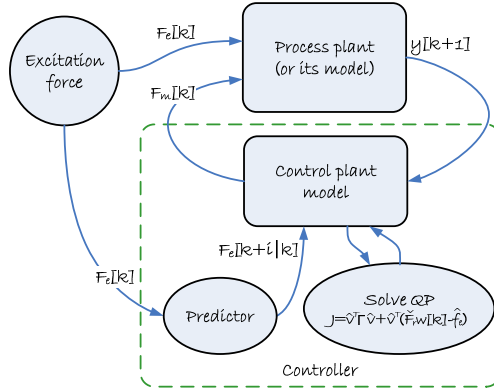 Fe[k]
Process plant
(or its model)
y[k+1]
Excitation
force
Fm[k]
Control plant
model
Fe[k+i|k]
Fe[k]
Predictor
Solve QP
J=v̂ᵀΓv̂+v̂ᵀ(F̌ᵣw[k]-f̂ₑ)
Controller